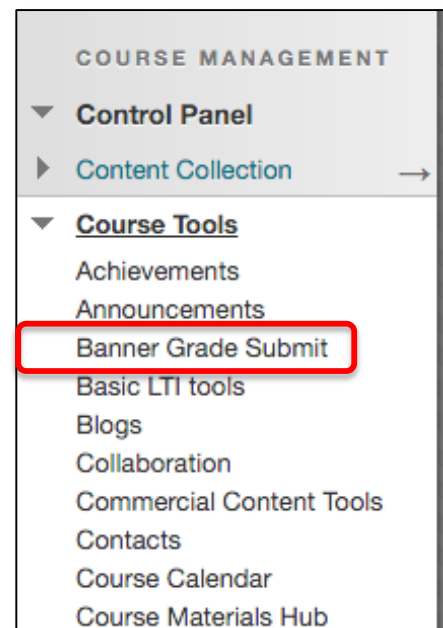 COURSE MANAGEMENT
Control Panel
Content Collection →
Course Tools
Achievements
Announcements
Banner Grade Submit
Basic LTI tools
Blogs
Collaboration
Commercial Content Tools
Contacts
Course Calendar
Course Materials Hub